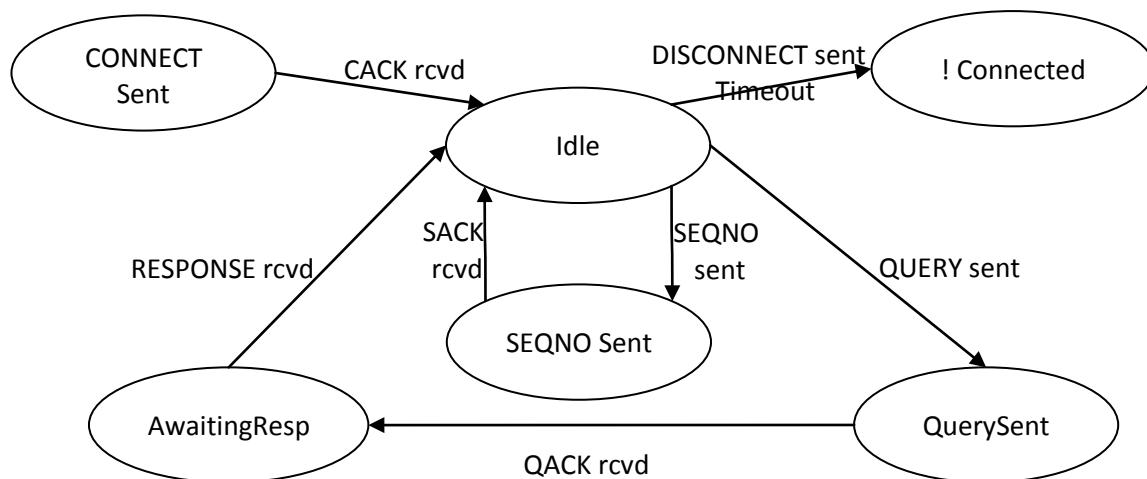 CONNECT
Sent
CACK rcvd
DISCONNECT sent
Timeout
! Connected
Idle
RESPONSE rcvd
SACK
rcvd
SEQNO
sent
QUERY sent
SEQNO Sent
AwaitingResp
QuerySent
QACK rcvd